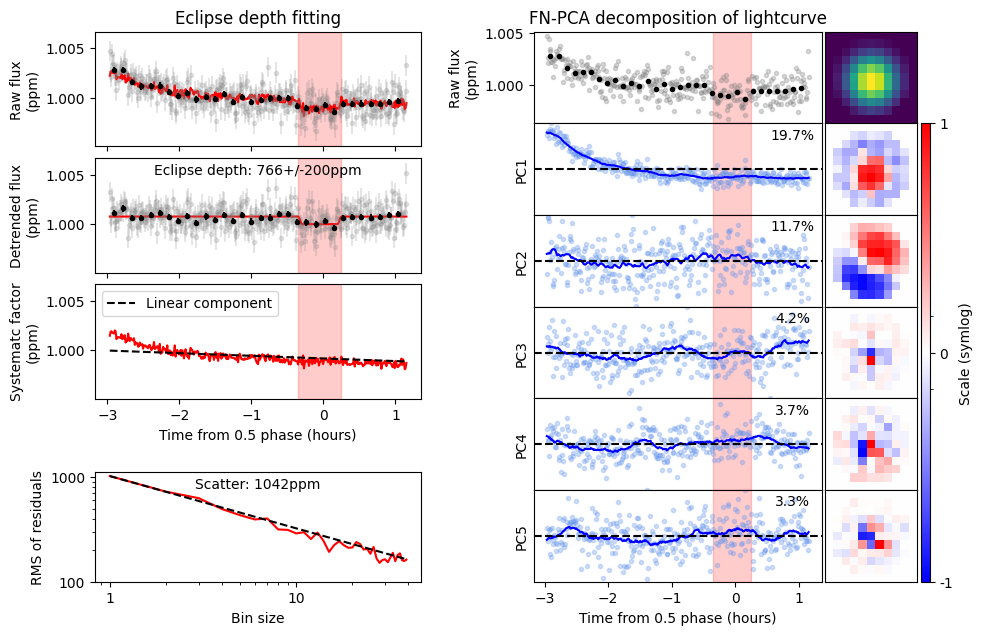 Eclipse depth fitting
Raw flux
(ppm)
1.005
1.000
Detrended flux
(ppm)
1.005
1.000
Eclipse depth: 766+/-200ppm
Systematc factor
(ppm)
1.005
1.000
Linear component
−3
−2
−1
0
1
Time from 0.5 phase (hours)
RMS of residuals
1000
100
Scatter: 1042ppm
1
10
Bin size
FN-PCA decomposition of lightcurve
Raw flux
(ppm)
1.005
1.000
PC1
19.7%
PC2
11.7%
PC3
4.2%
PC4
3.7%
PC5
3.3%
−3
−2
−1
0
1
Time from 0.5 phase (hours)
1
0
-1
Scale (symlog)